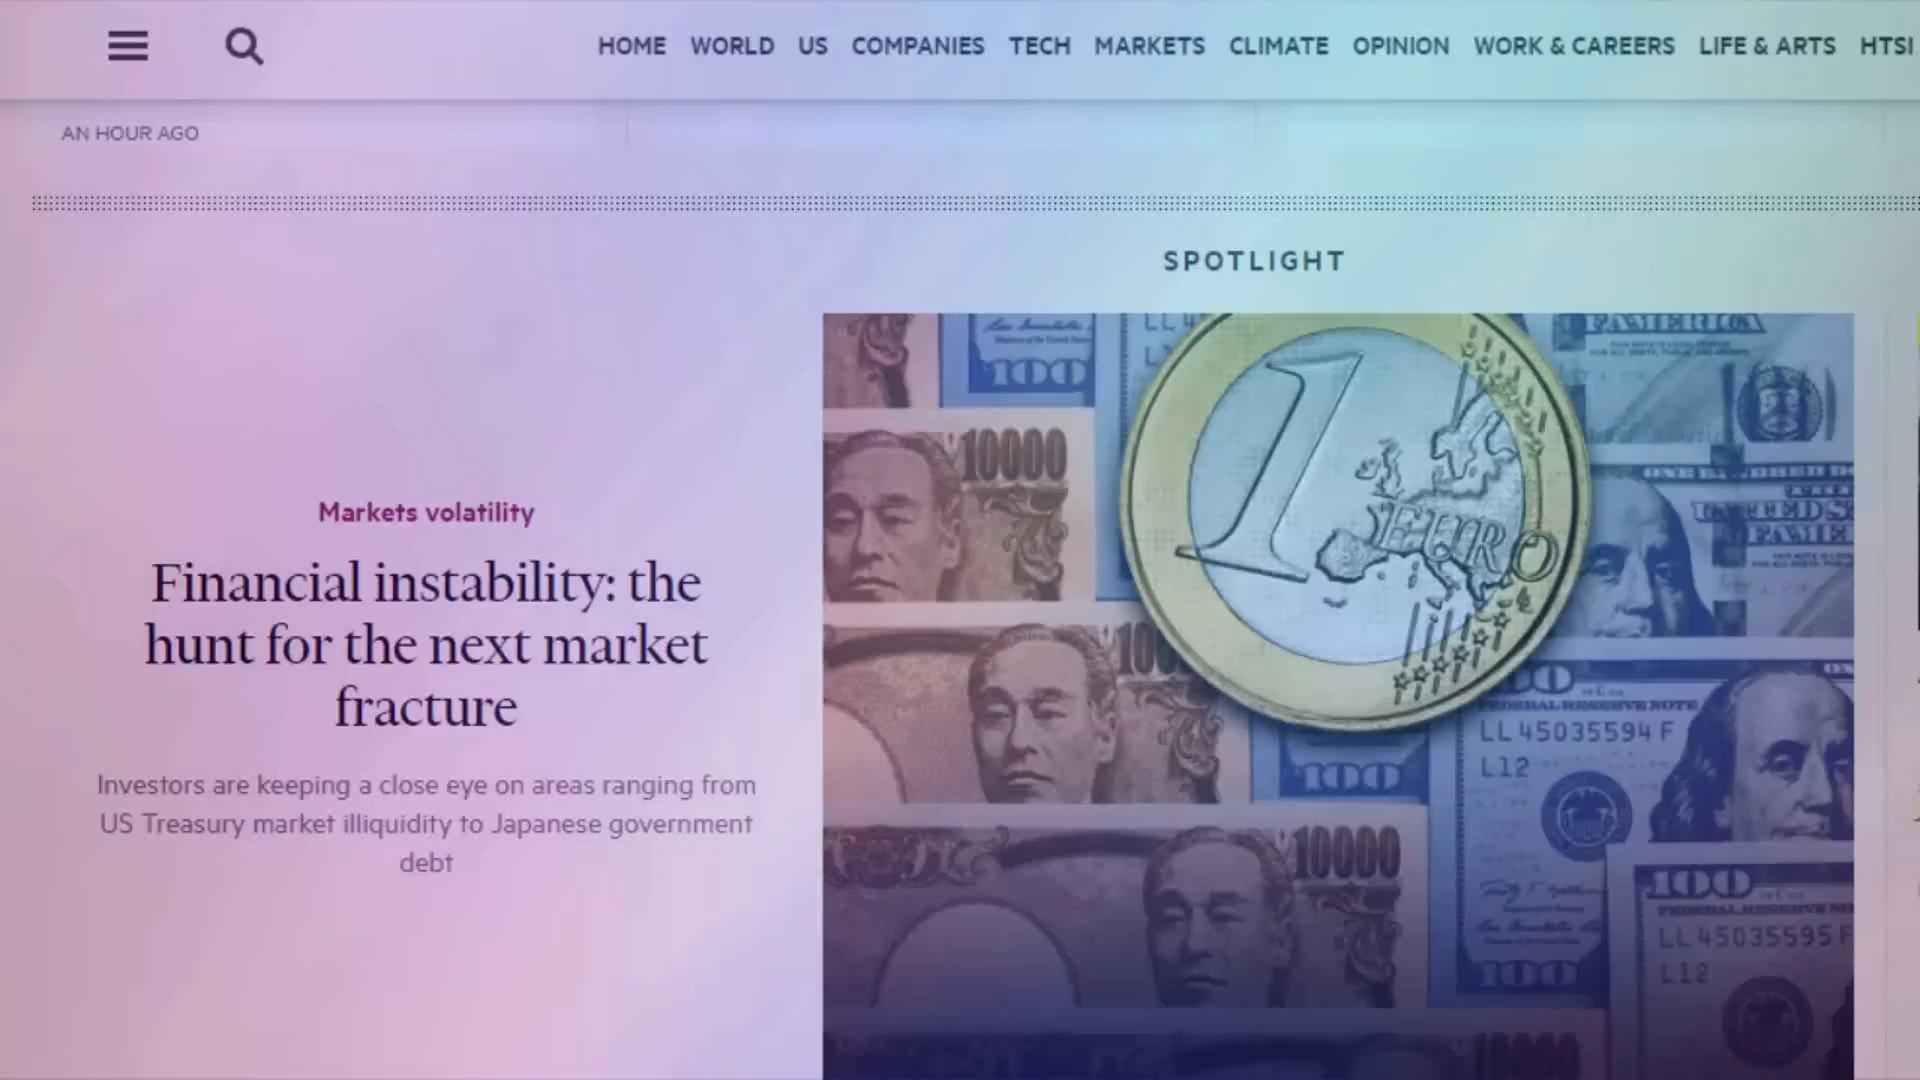 HOME WORLD US COMPANIES TECH MARKETS CLIMATE OPINION WORK & CAREERS LIFE & ARTS HTSI
AN HOUR AGO
SPOTLIGHT
Markets volatility
Financial instability: the
hunt for the next market
fracture
Investors are keeping a close eye on areas ranging from
US Treasury market illiquidity to Japanese government
debt
100
10000
1
EURO
100
FEDERAL RESERVE NOTE
LL 45035594 F
L12
100
10000
100
LL 45035595 F
L12
100
10000